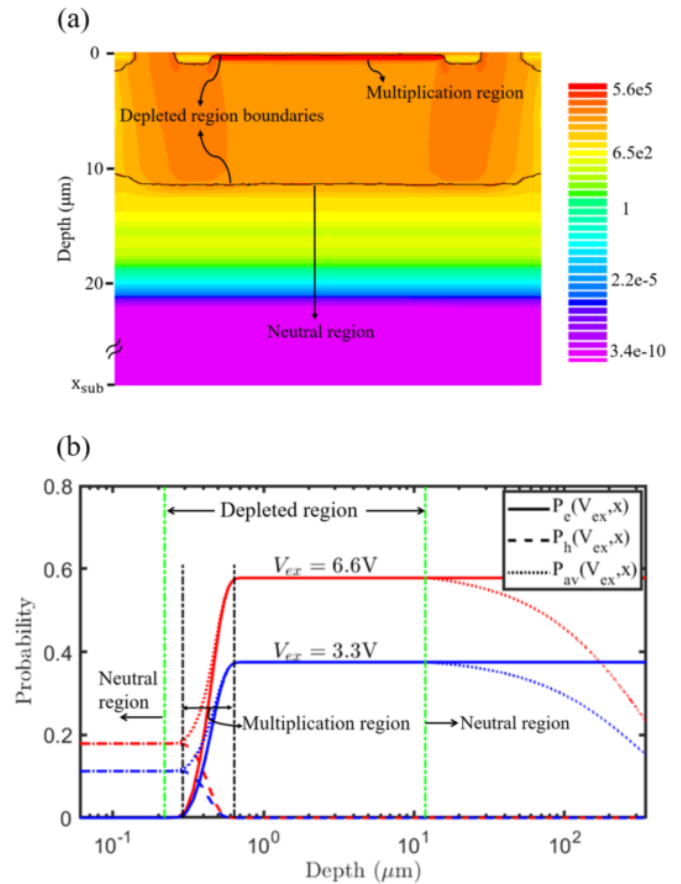 (a)
0
10
20
x_sub
Depth (μm)
Multiplication region
Depleted region boundaries
Neutral region
5.6e5
6.5e2
1
2.2e-5
3.4e-10
(b)
0.8
0.6
0.4
0.2
0
Probability
Depleted region
P_e(V_ex,x)
P_h(V_ex,x)
P_av(V_ex,x)
V_ex = 6.6V
V_ex = 3.3V
Neutral
region
Multiplication region
Neutral region
10^-1
10^0
10^1
10^2
Depth (μm)